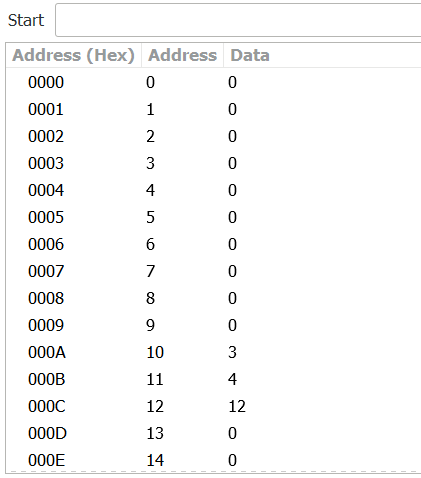 Start
Address (Hex) Address Data
0000 0 0
0001 1 0
0002 2 0
0003 3 0
0004 4 0
0005 5 0
0006 6 0
0007 7 0
0008 8 0
0009 9 0
000A 10 3
000B 11 4
000C 12 12
000D 13 0
000E 14 0